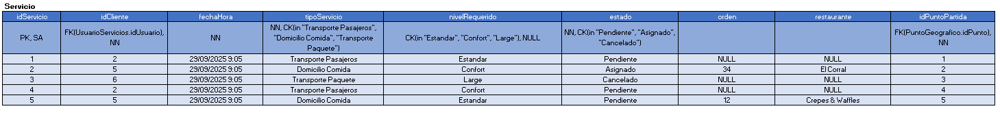 Servicio
idServicio idCliente fechaHora tipoServicio nivelRequerido estado orden restaurante idPuntoPartida
PK, SA FK(UsuarioServicios.idUsuario), NN NN NN, CK(in "Transporte Pasajeros", "Domicilio Comida", "Transporte Paquete") CK(in "Estandar", "Confort", "Large"), NULL NN, CK(in "Pendiente", "Asignado", "Cancelado") FK(PuntoGeografico.idPunto), NN
1 2 29/09/2025 9:05 Transporte Pasajeros Estandar Pendiente NULL NULL 1
2 5 29/09/2025 9:05 Domicilio Comida Confort Asignado 34 El Corral 2
3 6 29/09/2025 9:05 Transporte Paquete Large Cancelado NULL NULL 3
4 2 29/09/2025 9:05 Transporte Pasajeros Confort Pendiente NULL NULL 4
5 5 29/09/2025 9:05 Domicilio Comida Estandar Pendiente 12 Crepes & Waffles 5